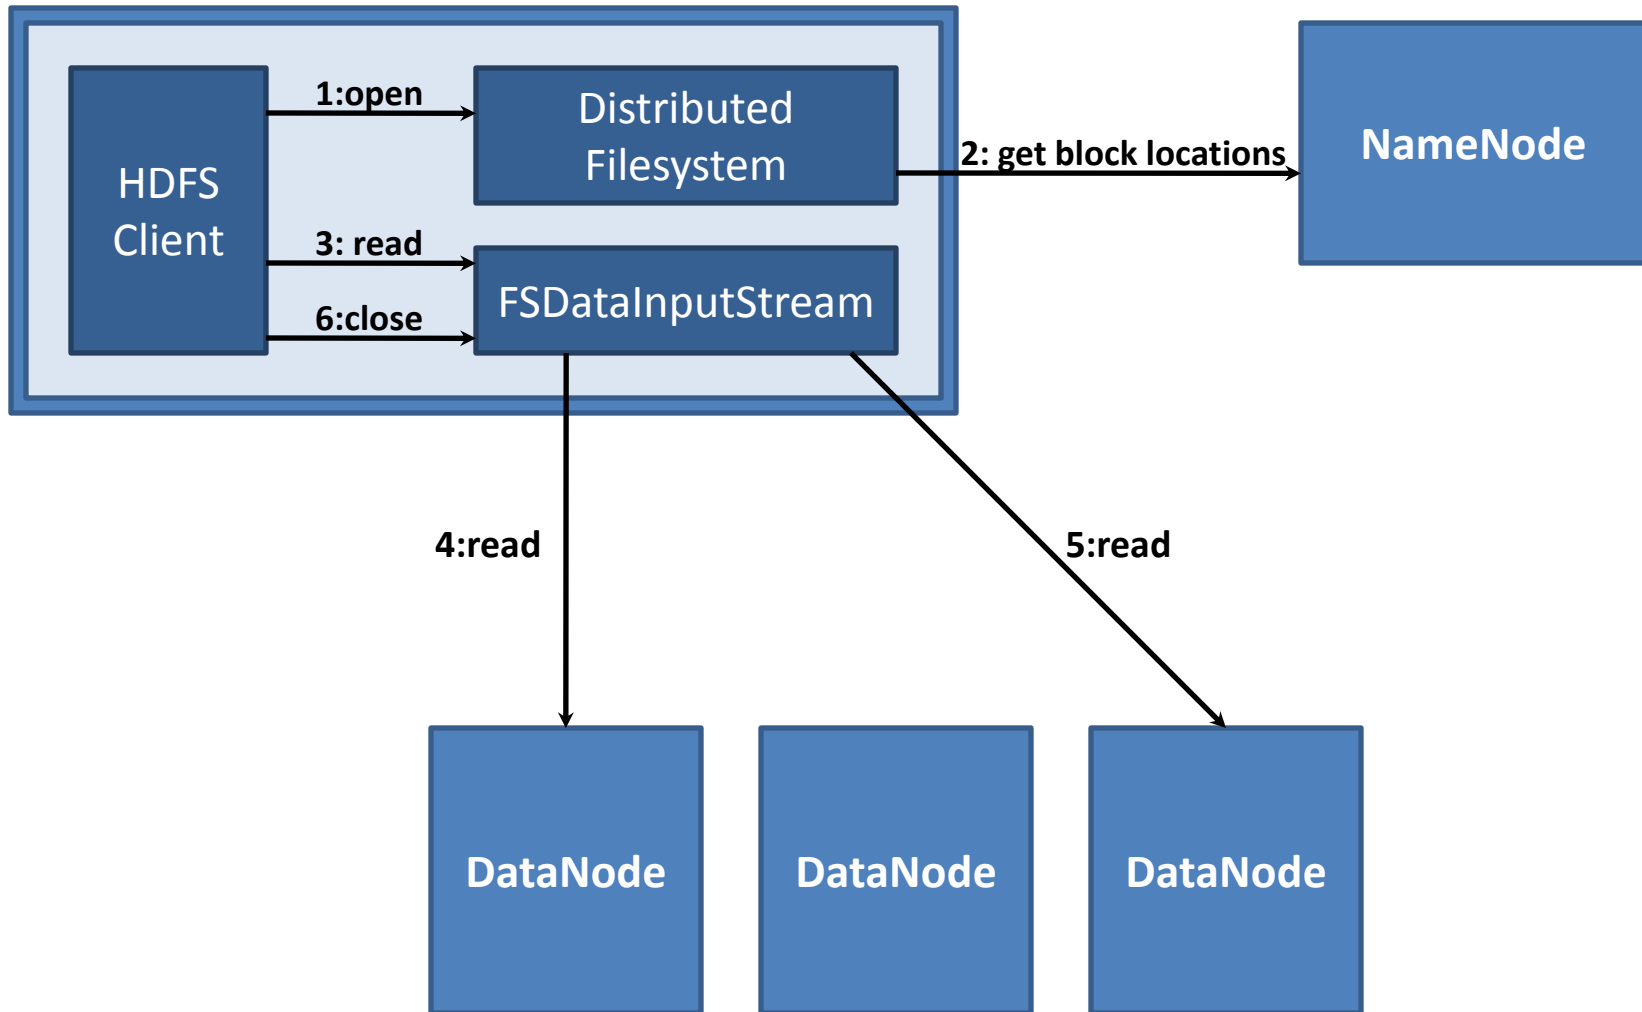 1:open
Distributed
Filesystem
2: get block locations
NameNode
HDFS
Client
3: read
FSDataInputStream
6:close
4:read
5:read
DataNode
DataNode
DataNode